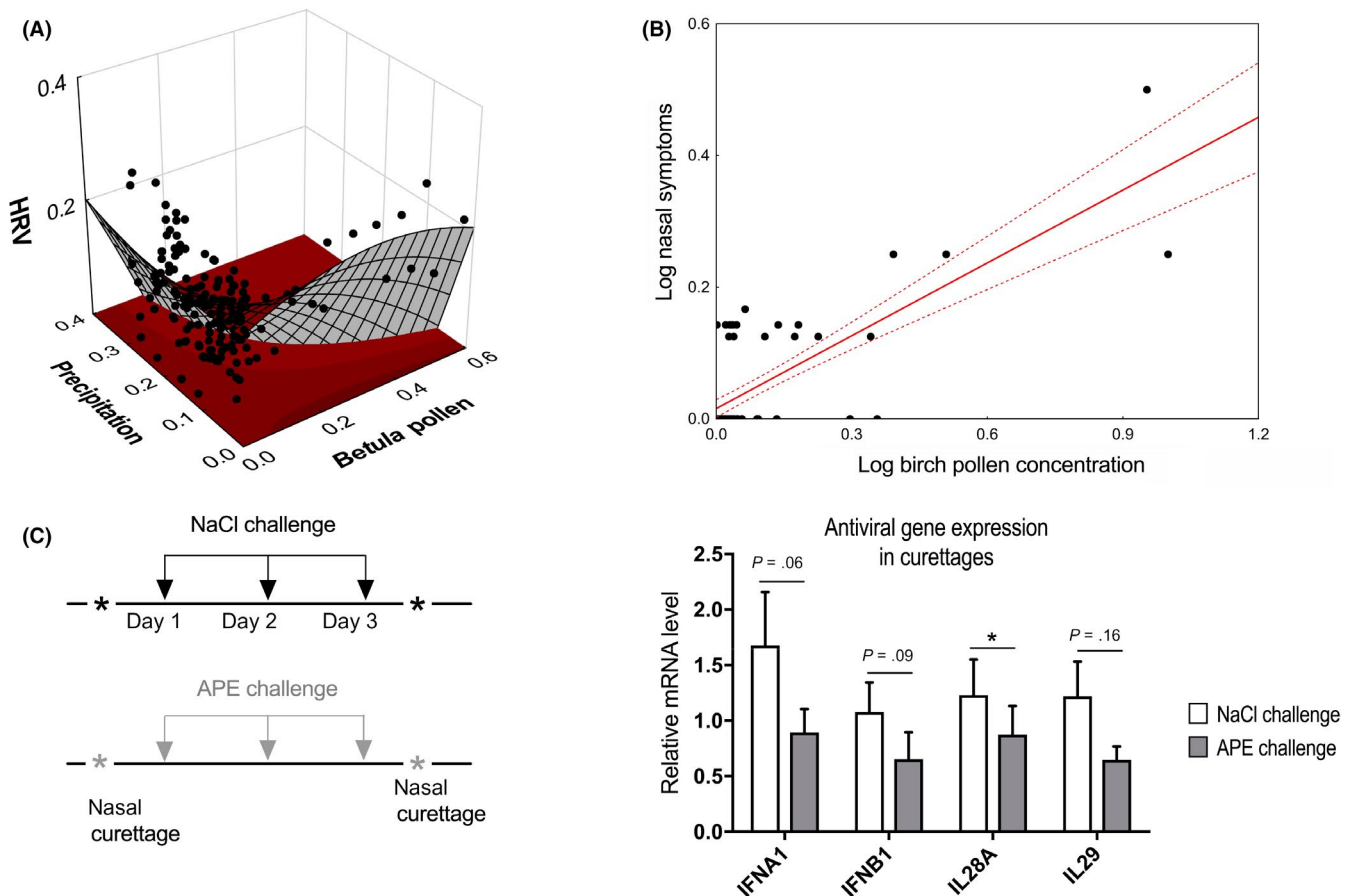 (A)
0.4
0.2
HRV
0.4
0.3
0.2
0.1
0.0
Precipitation
0.0
0.2
0.4
0.6
Betula pollen
(B)
0.6
0.4
0.2
0.0
Log nasal symptoms
0.0 0.3 0.6 0.9 1.2
Log birch pollen concentration
(C)
NaCl challenge
* *
Day 1 Day 2 Day 3
APE challenge
* *
Nasal
curettage
Nasal
curettage
Antiviral gene expression
in curettages
2.5
2.0
1.5
1.0
0.5
0.0
Relative mRNA level
P = .06
P = .09
*
P = .16
IFNA1 IFNB1 IL28A IL29
NaCl challenge
APE challenge